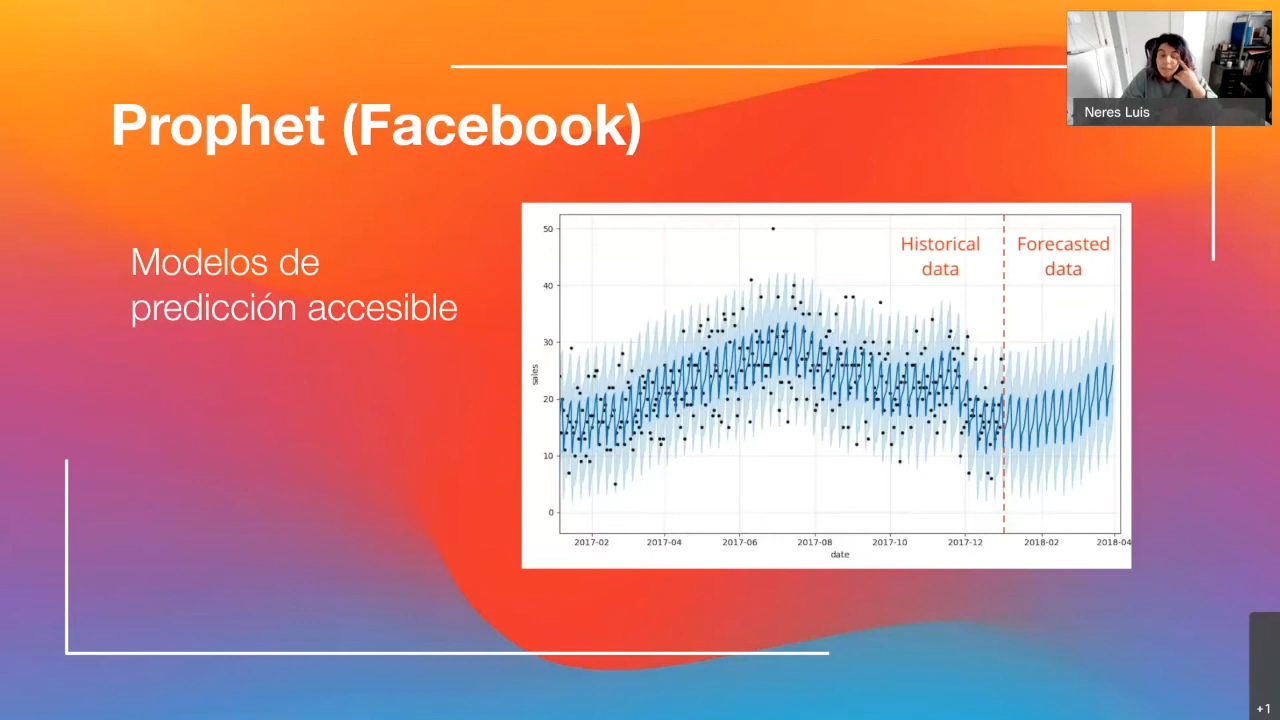 Prophet (Facebook)
Neres Luis
Modelos de
predicción accesible
Historical
data
Forecasted
data
50
40
30
20
10
0
sales
2017-02 2017-04 2017-06 2017-08 2017-10 2017-12 2018-02 2018-04
date
+1